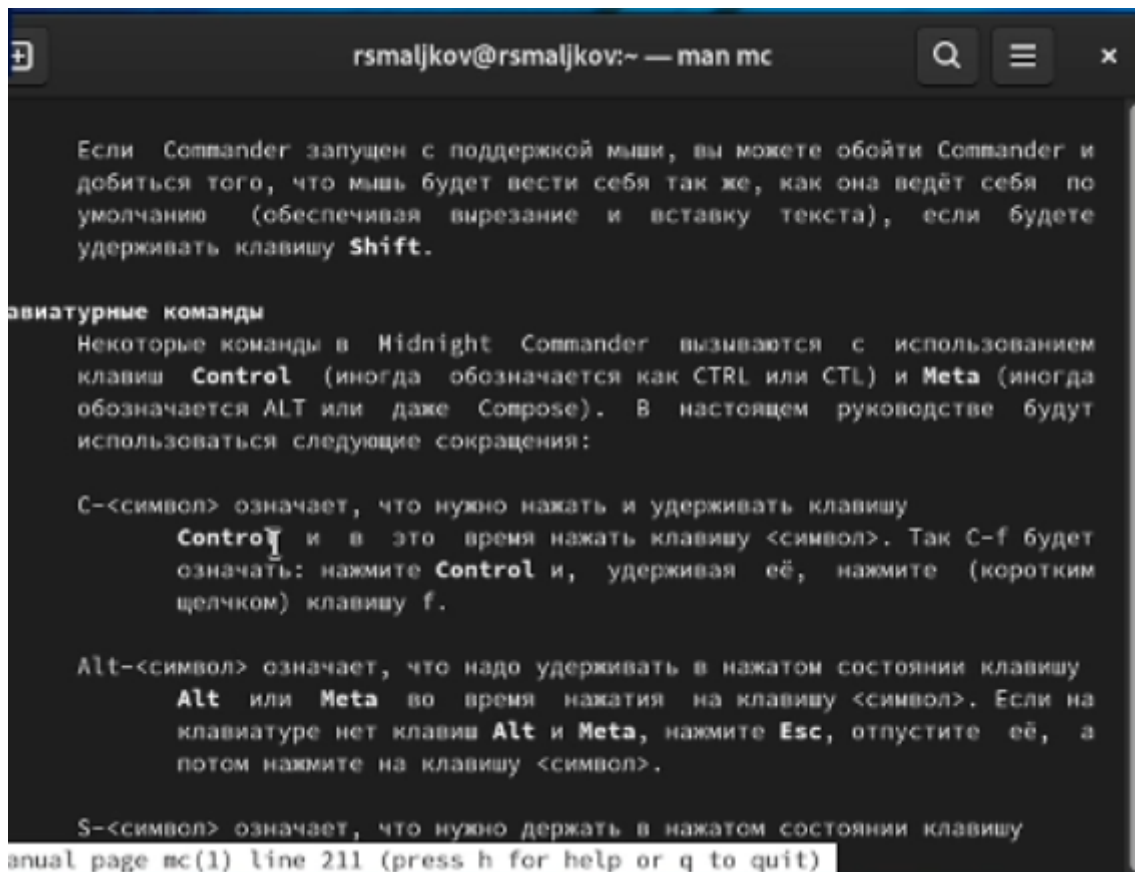 rsmaljkov@rsmaljkov:~ — man mc
Если Commander запущен с поддержкой мыши, вы можете обойти Commander и
добиться того, что мышь будет вести себя так же, как она ведёт себя по
умолчанию (обеспечивая вырезание и вставку текста), если будете
удерживать клавишу Shift.
авиатурные команды
Некоторые команды в Midnight Commander вызываются с использованием
клавиш Control (иногда обозначается как CTRL или CTL) и Meta (иногда
обозначается ALT или даже Compose). В настоящем руководстве будут
использоваться следующие сокращения:
C-<символ> означает, что нужно нажать и удерживать клавишу
Control и в это время нажать клавишу <символ>. Так C-f будет
означать: нажмите Control и, удерживая её, нажмите (коротким
щелчком) клавишу f.
Alt-<символ> означает, что надо удерживать в нажатом состоянии клавишу
Alt или Meta во время нажатия на клавишу <символ>. Если на
клавиатуре нет клавиш Alt и Meta, нажмите Esc, отпустите её, а
потом нажмите на клавишу <символ>.
S-<символ> означает, что нужно держать в нажатом состоянии клавишу
anual page mc(1) line 211 (press h for help or q to quit)